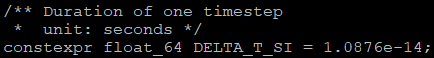 /** Duration of one timestep
 *  unit: seconds */
constexpr float_64 DELTA_T_SI = 1.0876e-14;